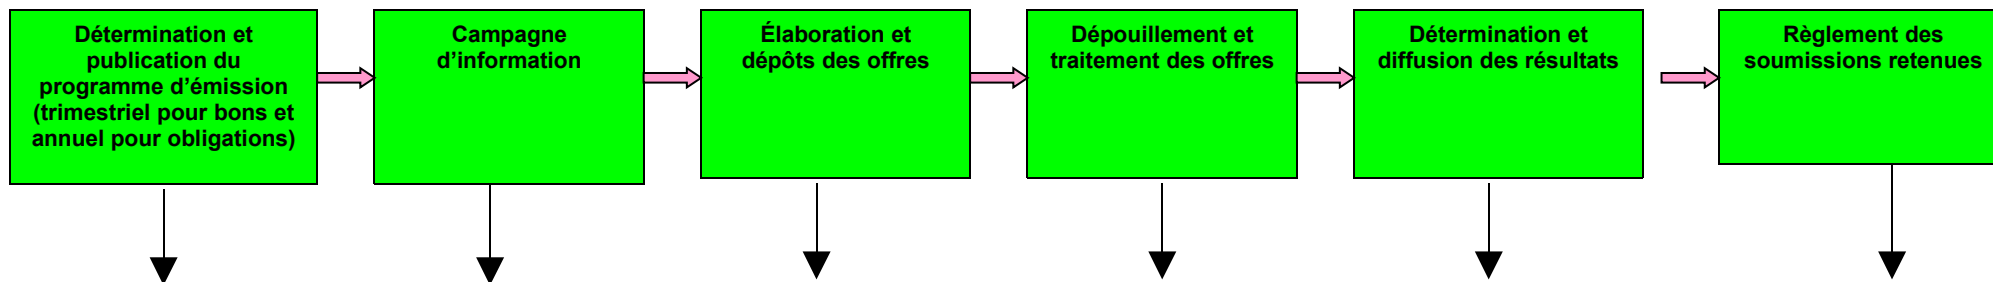 Détermination et
publication du
programme d’émission
(trimestriel pour bons et
annuel pour obligations)
Campagne
d’information
Élaboration et
dépôts des offres
Dépouillement et
traitement des offres
Détermination et
diffusion des résultats
Règlement des
soumissions retenues